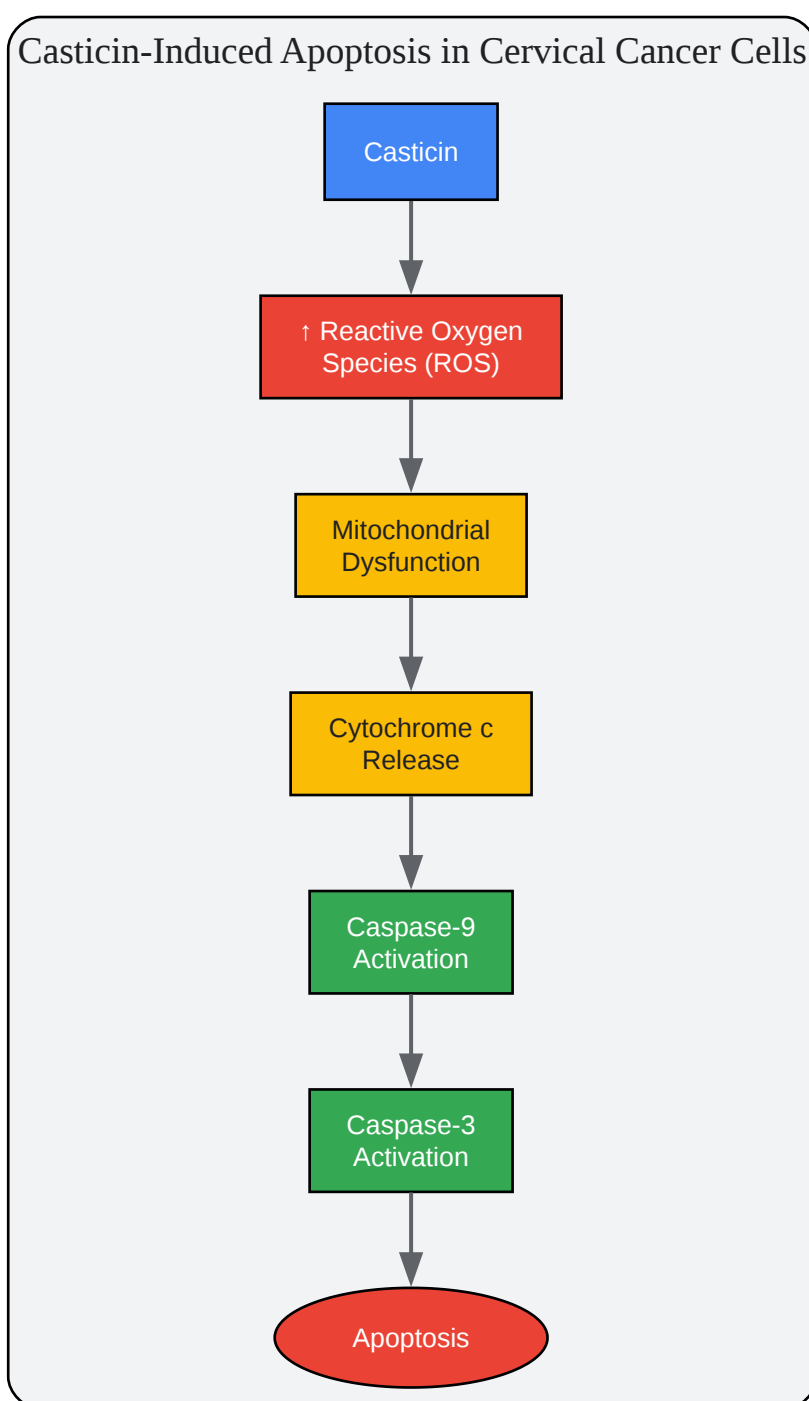 Casticin-Induced Apoptosis in Cervical Cancer Cells
Casticin
↑ Reactive Oxygen
Species (ROS)
Mitochondrial
Dysfunction
Cytochrome c
Release
Caspase-9
Activation
Caspase-3
Activation
Apoptosis